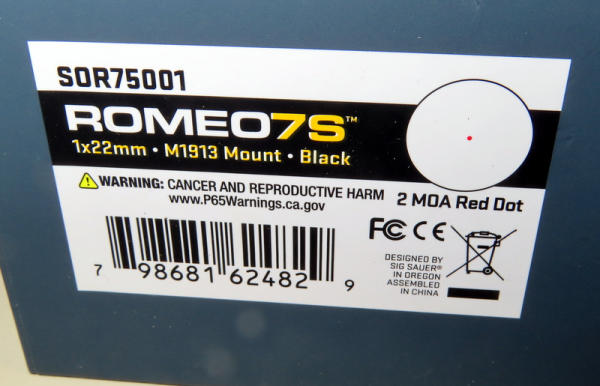 SOR75001
ROMEO7S™
1x22mm • M1913 Mount • Black
⚠ WARNING: CANCER AND REPRODUCTIVE HARM
www.P65Warnings.ca.gov
2 MOA Red Dot
FC CE
7 98681 62482 9
DESIGNED BY
SIG SAUER®
IN OREGON
ASSEMBLED
IN CHINA